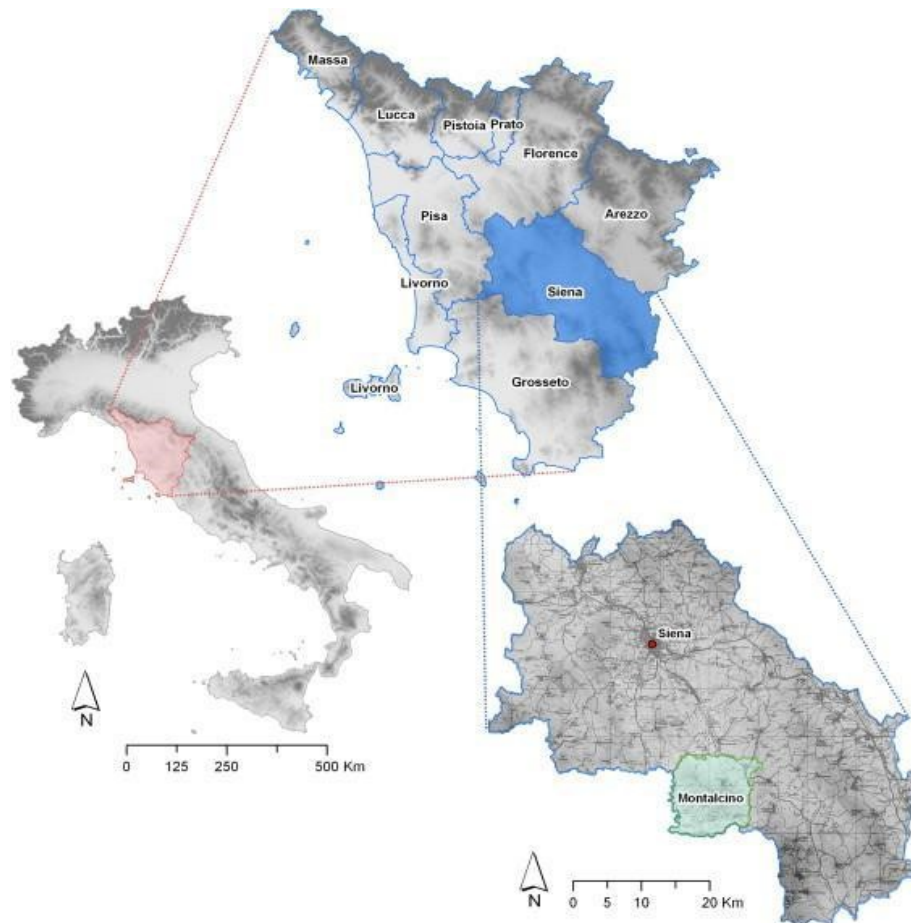 Massa
Lucca
Pistoia
Prato
Florence
Arezzo
Pisa
Siena
Livorno
Livorno
Grosseto
Siena
Montalcino
N
0 125 250 500 Km
N
0 5 10 20 Km